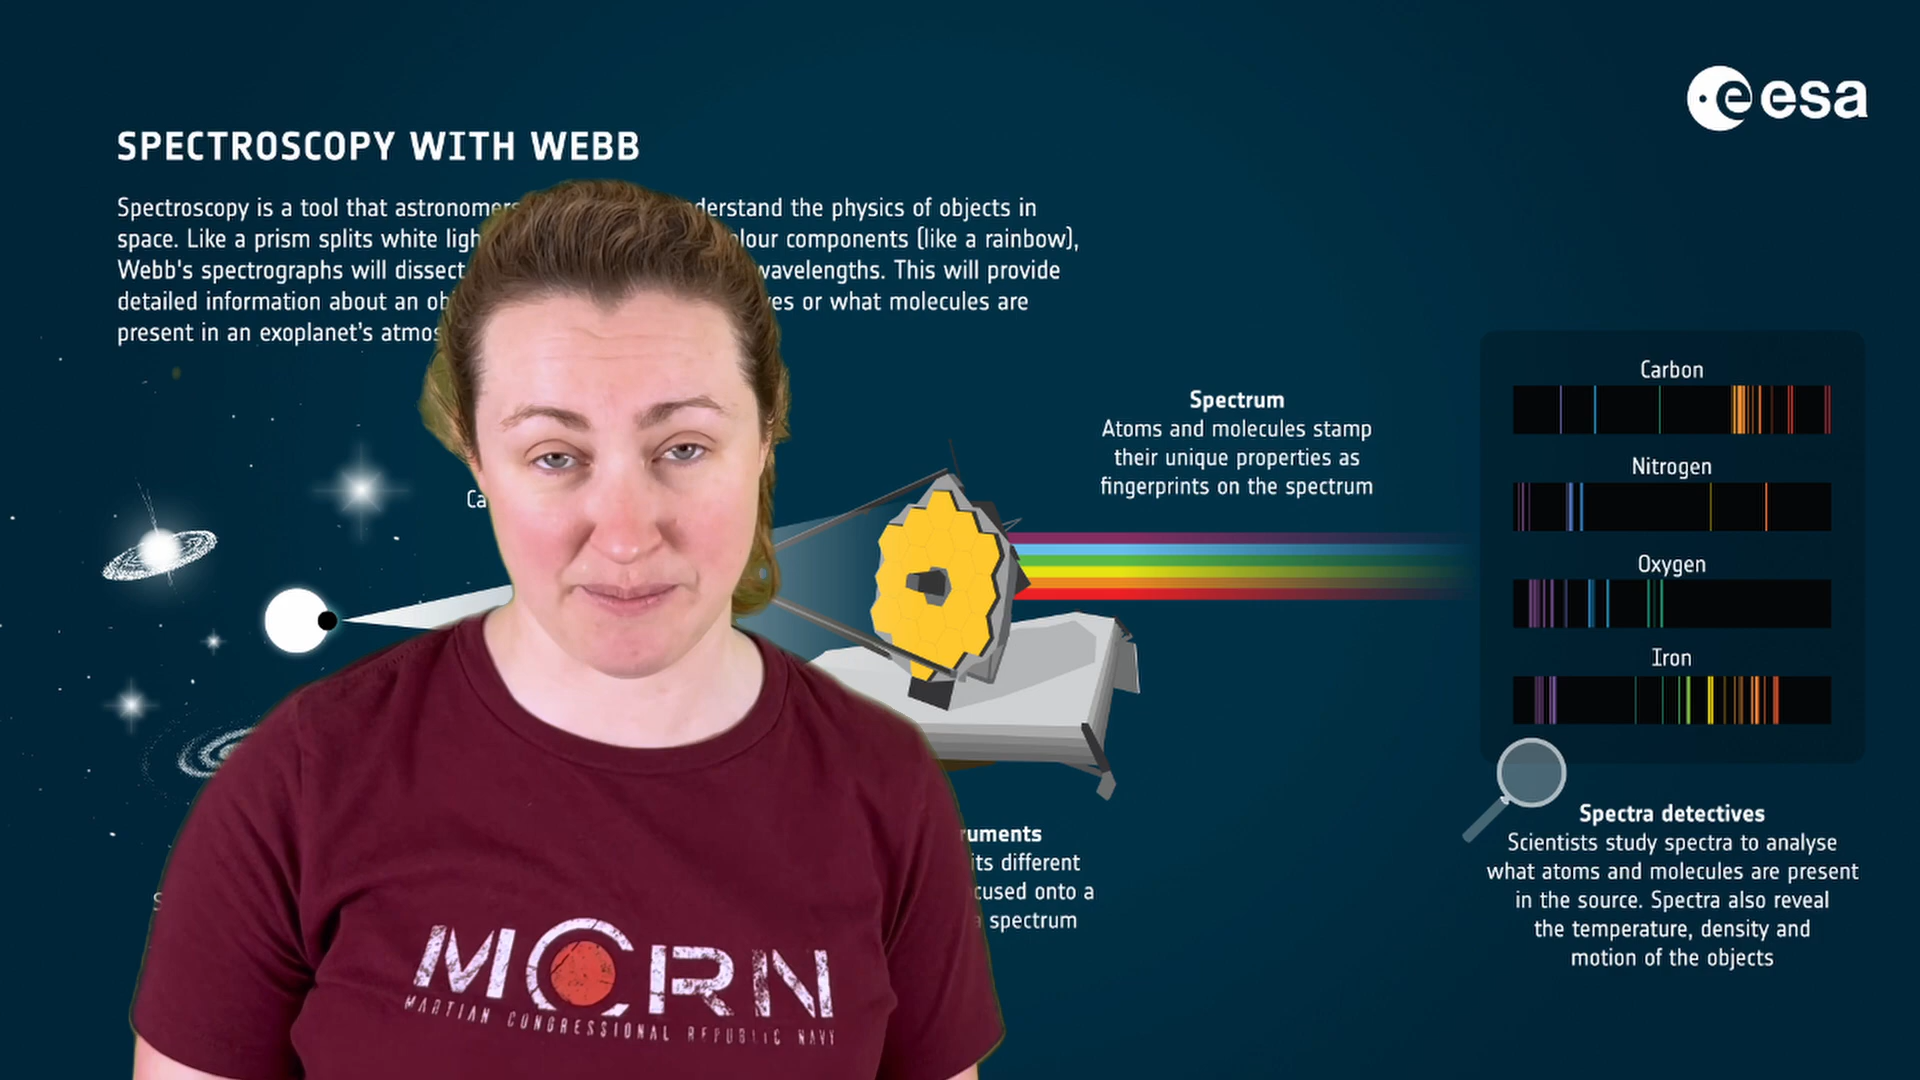 esa
SPECTROSCOPY WITH WEBB
Spectroscopy is a tool that astronomers derstand the physics of objects in
space. Like a prism splits white ligh lour components (like a rainbow),
Webb's spectrographs will dissect wavelengths. This will provide
detailed information about an ob es or what molecules are
present in an exoplanet's atmos
Ca
Spectrum
Atoms and molecules stamp
their unique properties as
fingerprints on the spectrum
Carbon
Nitrogen
Oxygen
Iron
Spectra detectives
Scientists study spectra to analyse
what atoms and molecules are present
in the source. Spectra also reveal
the temperature, density and
motion of the objects
ruments
its different
cused onto a
spectrum
MCRN
MARTIAN CONGRESSIONAL REPUBLIC NAVY